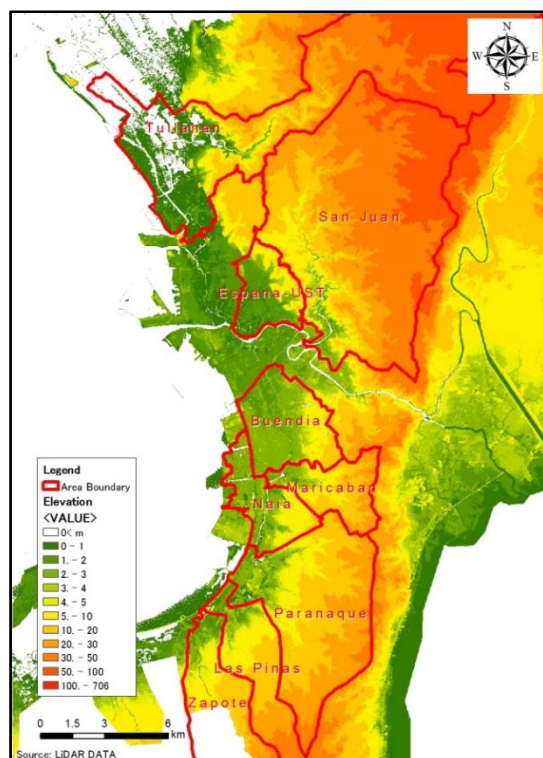 N
W E
S
Tullahan
San Juan
Espana-UST
Buendia
Maricaban
Naia
Paranaque
Las Pinas
Zapote
Legend
Area Boundary
Elevation
<VALUE>
0< m
0 - 1
1. - 2
2. - 3
3. - 4
4. - 5
5. - 10
10. - 20
20. - 30
30. - 50
50. - 100
100. - 706
0 1.5 3 6
km
Source: LiDAR DATA